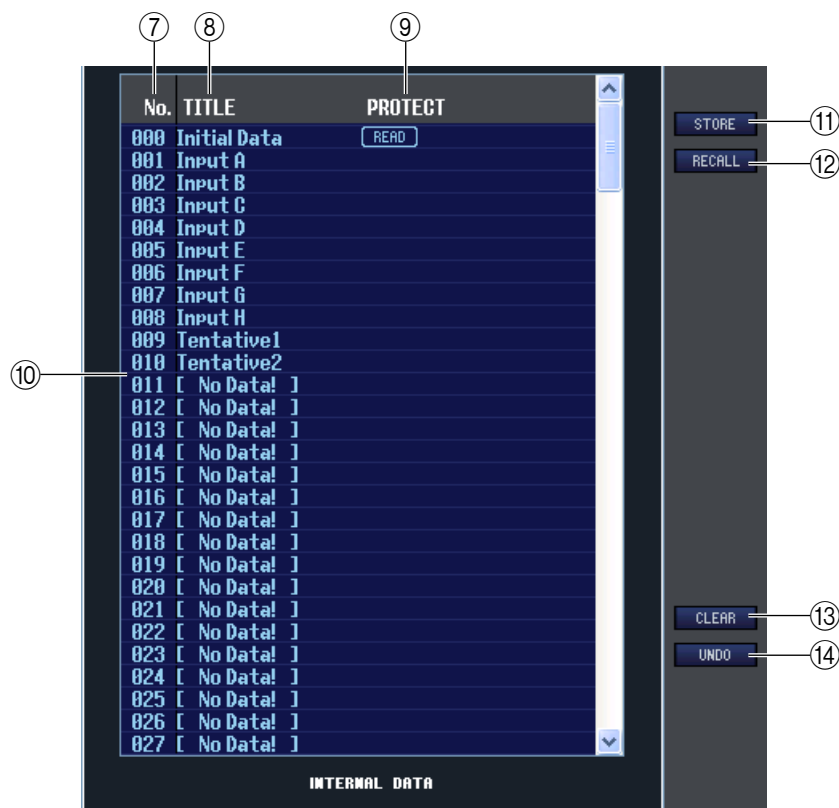 ⑦ ⑧ ⑨
No. TITLE PROTECT
000 Initial Data READ
001 Input A
002 Input B
003 Input C
004 Input D
005 Input E
006 Input F
007 Input G
008 Input H
009 Tentative1
010 Tentative2
⑩
011 [ No Data! ]
012 [ No Data! ]
013 [ No Data! ]
014 [ No Data! ]
015 [ No Data! ]
016 [ No Data! ]
017 [ No Data! ]
018 [ No Data! ]
019 [ No Data! ]
020 [ No Data! ]
021 [ No Data! ]
022 [ No Data! ]
023 [ No Data! ]
024 [ No Data! ]
025 [ No Data! ]
026 [ No Data! ]
027 [ No Data! ]
INTERNAL DATA
STORE ⑪
RECALL ⑫
CLEAR ⑬
UNDO ⑭